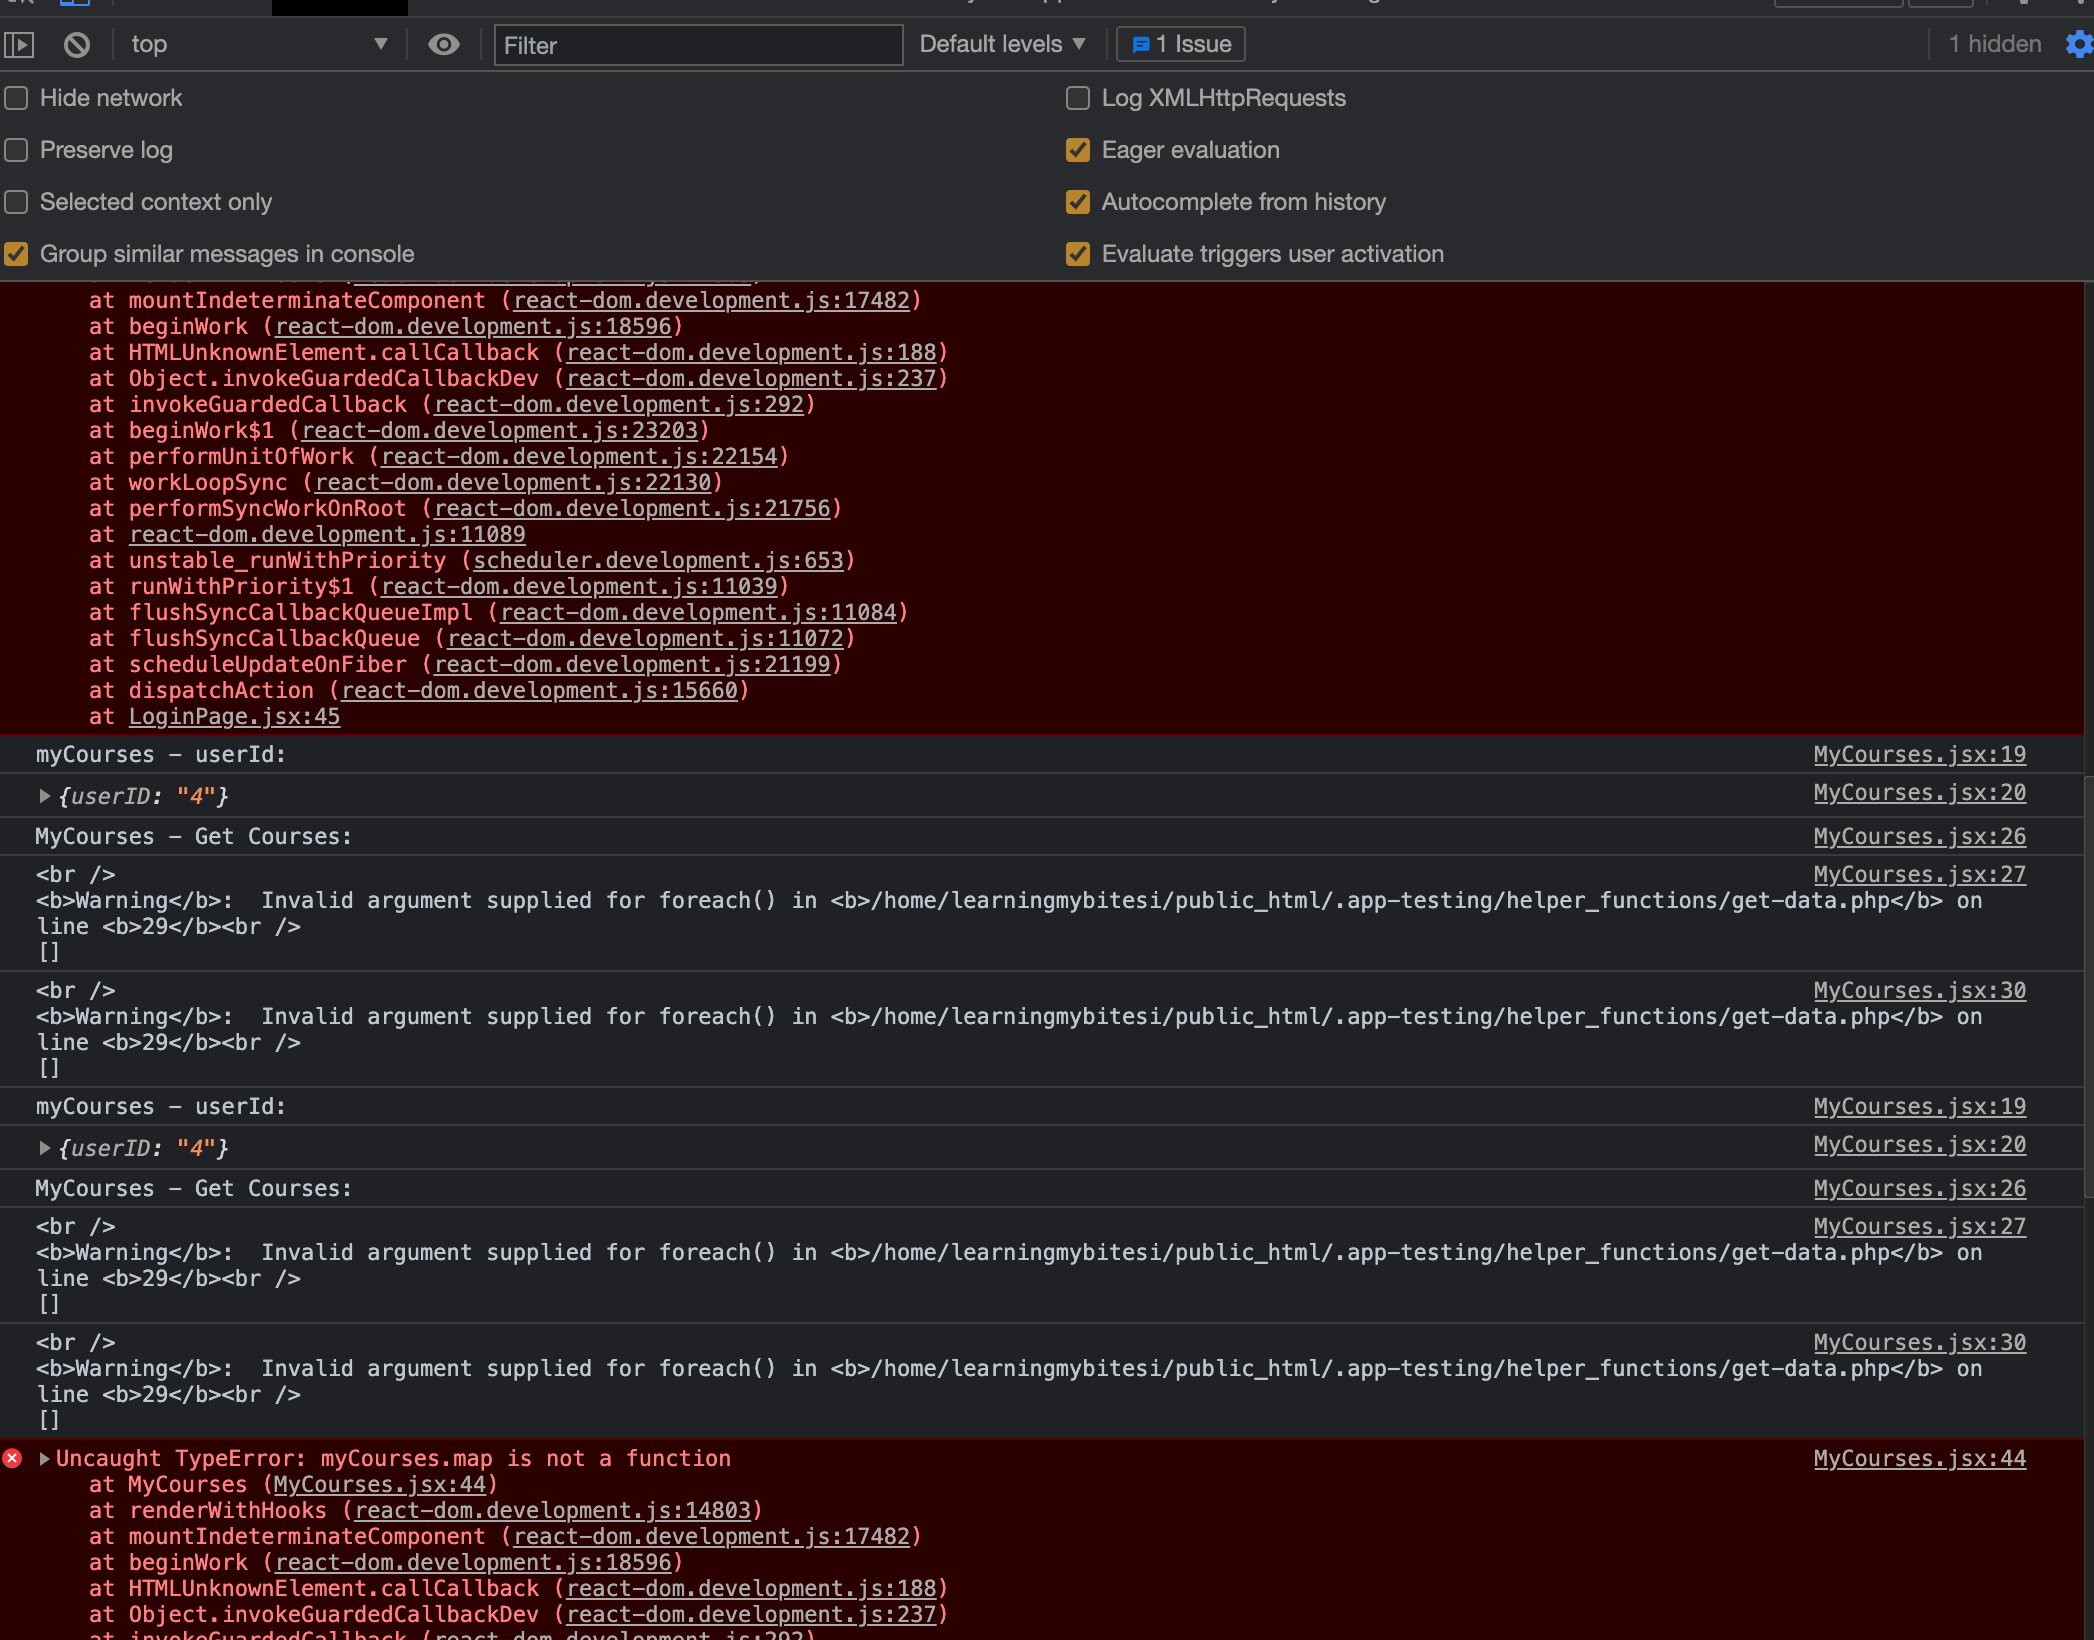 top
Filter
Default levels
1 Issue
1 hidden
Hide network
Log XMLHttpRequests
Preserve log
Eager evaluation
Selected context only
Autocomplete from history
Group similar messages in console
Evaluate triggers user activation
at mountIndeterminateComponent (react-dom.development.js:17482)
at beginWork (react-dom.development.js:18596)
at HTMLUnknownElement.callCallback (react-dom.development.js:188)
at Object.invokeGuardedCallbackDev (react-dom.development.js:237)
at invokeGuardedCallback (react-dom.development.js:292)
at beginWork$1 (react-dom.development.js:23203)
at performUnitOfWork (react-dom.development.js:22154)
at workLoopSync (react-dom.development.js:22130)
at performSyncWorkOnRoot (react-dom.development.js:21756)
at react-dom.development.js:11089
at unstable_runWithPriority (scheduler.development.js:653)
at runWithPriority$1 (react-dom.development.js:11039)
at flushSyncCallbackQueueImpl (react-dom.development.js:11084)
at flushSyncCallbackQueue (react-dom.development.js:11072)
at scheduleUpdateOnFiber (react-dom.development.js:21199)
at dispatchAction (react-dom.development.js:15660)
at LoginPage.jsx:45
myCourses – userId: MyCourses.jsx:19
{userID: "4"} MyCourses.jsx:20
MyCourses – Get Courses: MyCourses.jsx:26
<br /> MyCourses.jsx:27
<b>Warning</b>:  Invalid argument supplied for foreach() in <b>/home/learningmybitesi/public_html/.app-testing/helper_functions/get-data.php</b> on
line <b>29</b><br />
[]
<br /> MyCourses.jsx:30
<b>Warning</b>:  Invalid argument supplied for foreach() in <b>/home/learningmybitesi/public_html/.app-testing/helper_functions/get-data.php</b> on
line <b>29</b><br />
[]
myCourses – userId: MyCourses.jsx:19
{userID: "4"} MyCourses.jsx:20
MyCourses – Get Courses: MyCourses.jsx:26
<br /> MyCourses.jsx:27
<b>Warning</b>:  Invalid argument supplied for foreach() in <b>/home/learningmybitesi/public_html/.app-testing/helper_functions/get-data.php</b> on
line <b>29</b><br />
[]
<br /> MyCourses.jsx:30
<b>Warning</b>:  Invalid argument supplied for foreach() in <b>/home/learningmybitesi/public_html/.app-testing/helper_functions/get-data.php</b> on
line <b>29</b><br />
[]
Uncaught TypeError: myCourses.map is not a function MyCourses.jsx:44
at MyCourses (MyCourses.jsx:44)
at renderWithHooks (react-dom.development.js:14803)
at mountIndeterminateComponent (react-dom.development.js:17482)
at beginWork (react-dom.development.js:18596)
at HTMLUnknownElement.callCallback (react-dom.development.js:188)
at Object.invokeGuardedCallbackDev (react-dom.development.js:237)
at invokeGuardedCallback (react-dom.development.js:292)